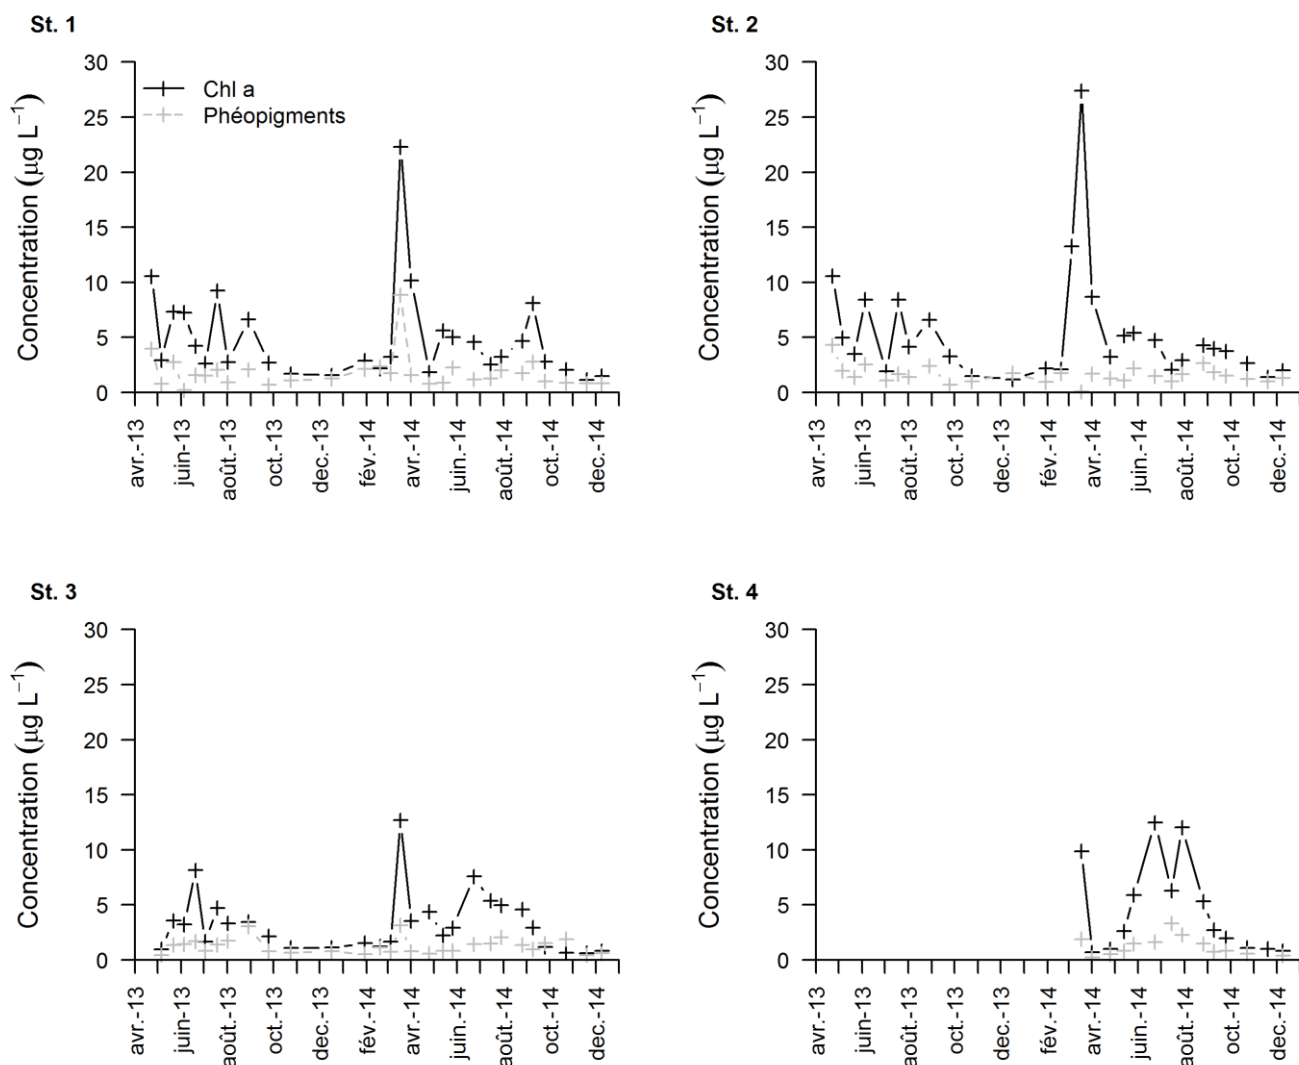 St. 1
Concentration (µg L⁻¹)
30
25
20
15
10
5
0
Chl a
Phéopigments
avr.-13
juin-13
août.-13
oct.-13
dec.-13
fév.-14
avr.-14
juin.-14
août.-14
oct.-14
dec.-14
St. 2
Concentration (µg L⁻¹)
30
25
20
15
10
5
0
avr.-13
juin-13
août.-13
oct.-13
dec.-13
fév.-14
avr.-14
juin.-14
août.-14
oct.-14
dec.-14
St. 3
Concentration (µg L⁻¹)
30
25
20
15
10
5
0
avr.-13
juin-13
août.-13
oct.-13
dec.-13
fév.-14
avr.-14
juin.-14
août.-14
oct.-14
dec.-14
St. 4
Concentration (µg L⁻¹)
30
25
20
15
10
5
0
avr.-13
juin-13
août.-13
oct.-13
dec.-13
fév.-14
avr.-14
juin.-14
août.-14
oct.-14
dec.-14